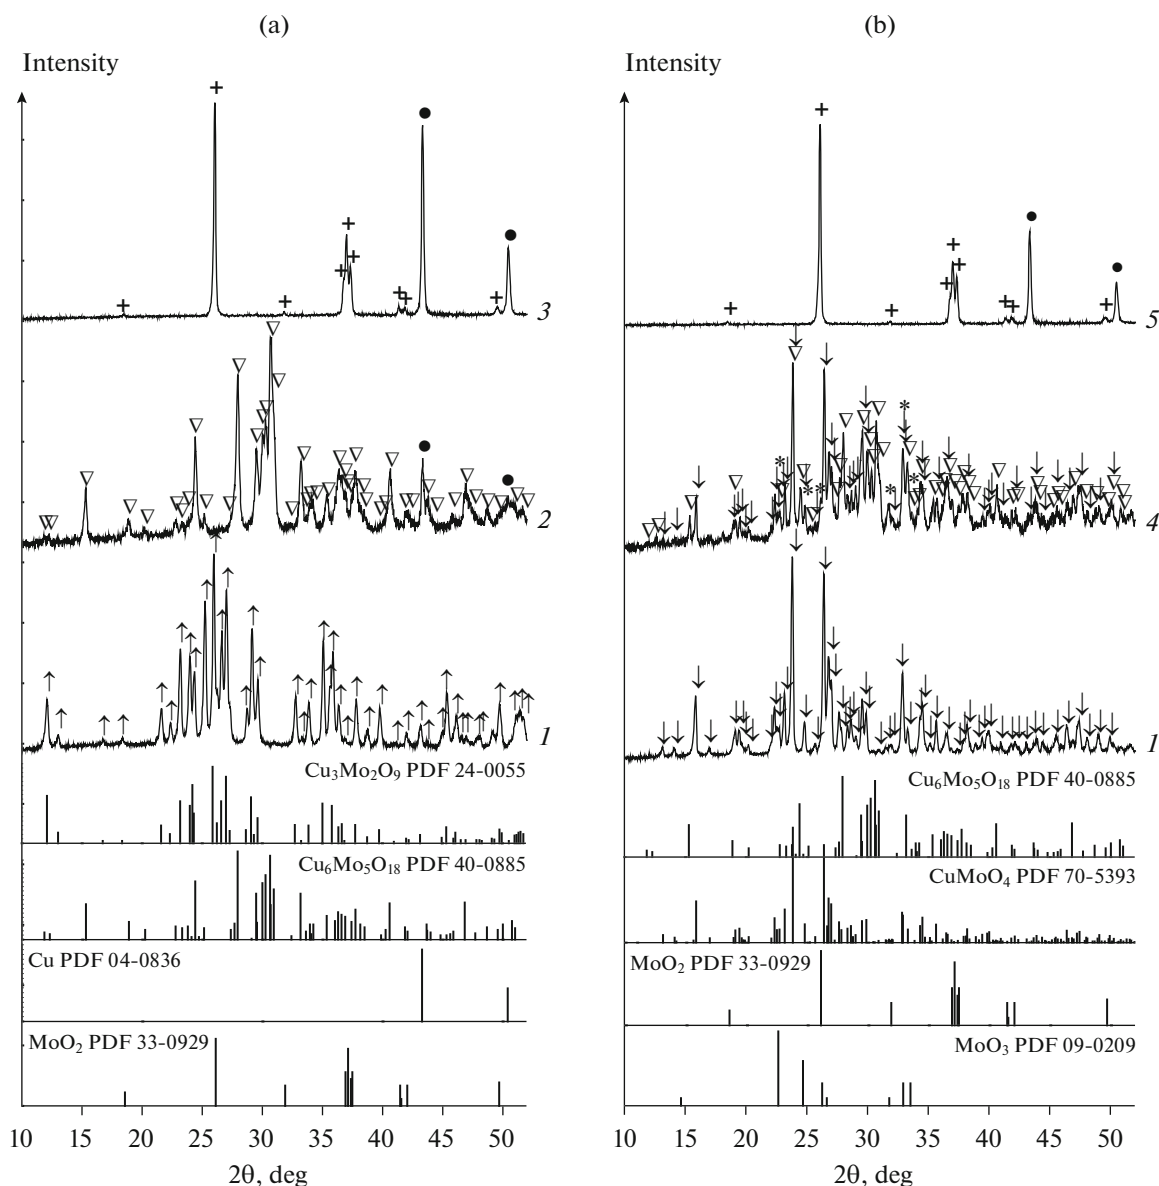 (a)
Intensity
3
2
1
Cu₃Mo₂O₉ PDF 24-0055
Cu₆Mo₅O₁₈ PDF 40-0885
Cu PDF 04-0836
MoO₂ PDF 33-0929
10 15 20 25 30 35 40 45 50
2θ, deg
(b)
Intensity
5
4
1
Cu₆Mo₅O₁₈ PDF 40-0885
CuMoO₄ PDF 70-5393
MoO₂ PDF 33-0929
MoO₃ PDF 09-0209
10 15 20 25 30 35 40 45 50
2θ, deg